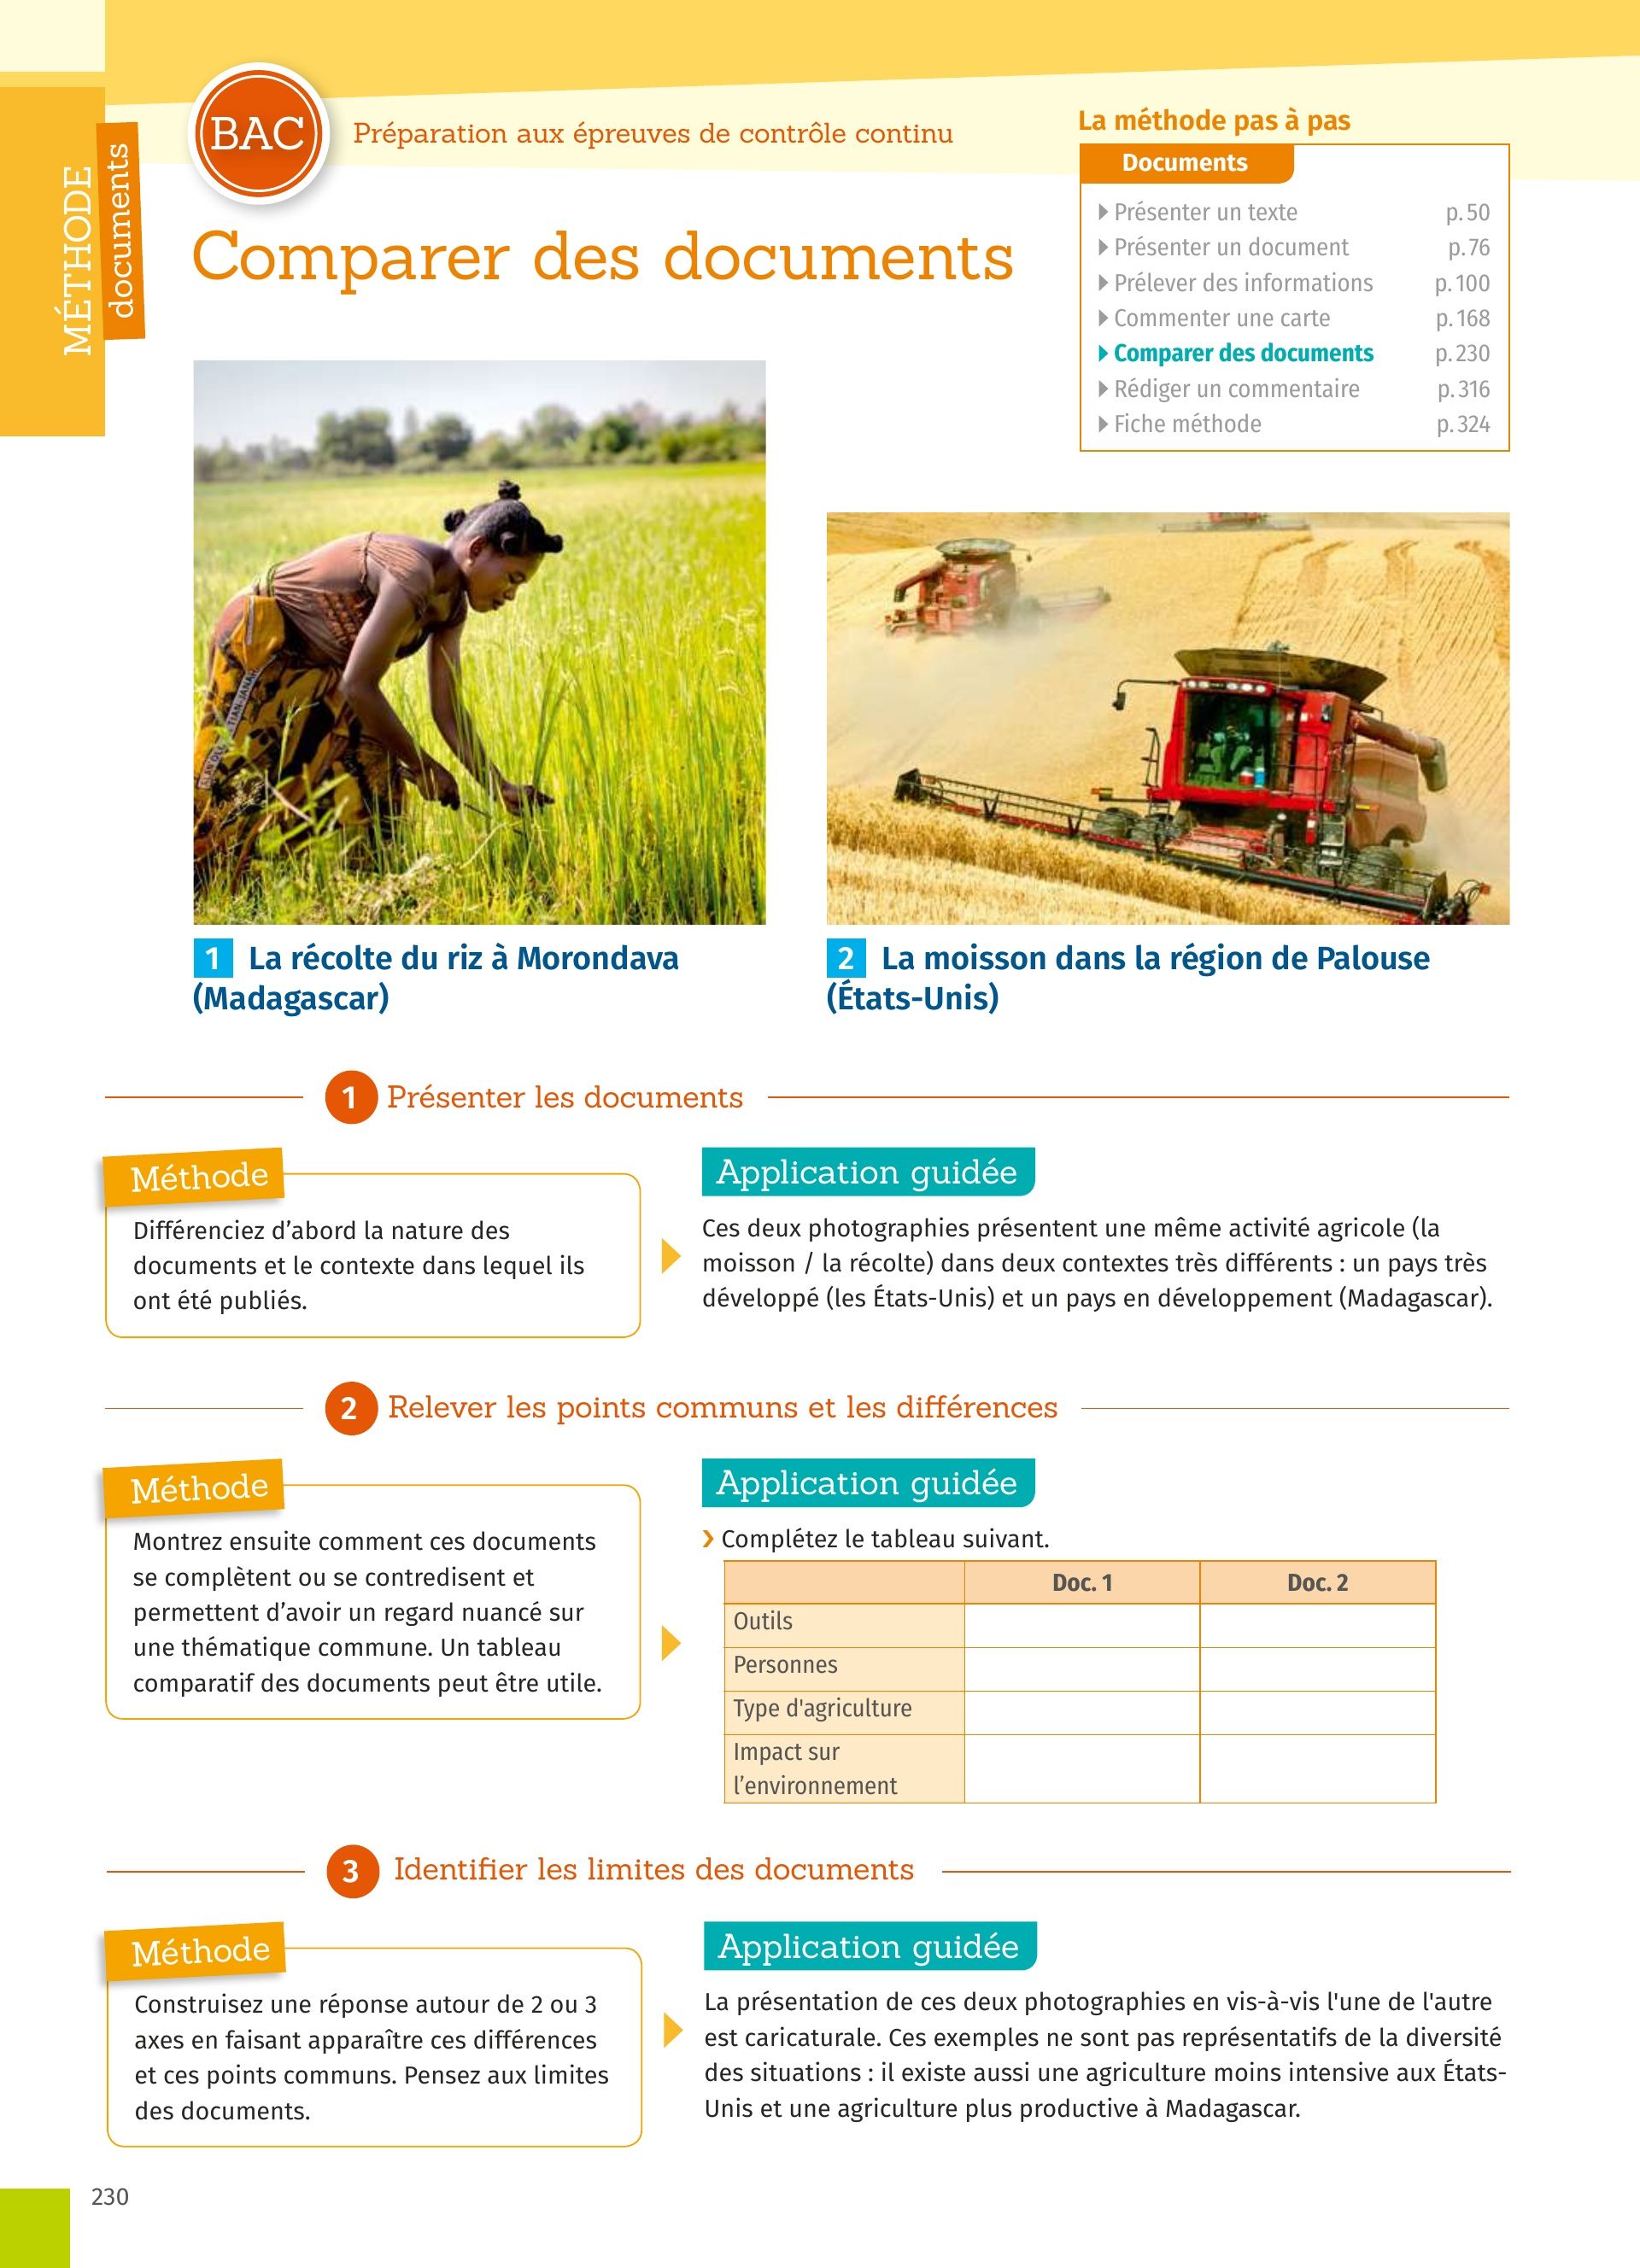 MÉTHODE
documents
BAC
Préparation aux épreuves de contrôle continu
Comparer des documents
La méthode pas à pas
Documents
Présenter un texte p. 50
Présenter un document p. 76
Prélever des informations p. 100
Commenter une carte p. 168
Comparer des documents p. 230
Rédiger un commentaire p. 316
Fiche méthode p. 324
1 La récolte du riz à Morondava
(Madagascar)
2 La moisson dans la région de Palouse
(États-Unis)
1 Présenter les documents
Méthode
Différenciez d’abord la nature des
documents et le contexte dans lequel ils
ont été publiés.
Application guidée
Ces deux photographies présentent une même activité agricole (la
moisson / la récolte) dans deux contextes très différents : un pays très
développé (les États-Unis) et un pays en développement (Madagascar).
2 Relever les points communs et les différences
Méthode
Montrez ensuite comment ces documents
se complètent ou se contredisent et
permettent d’avoir un regard nuancé sur
une thématique commune. Un tableau
comparatif des documents peut être utile.
Application guidée
› Complétez le tableau suivant.
Doc. 1 Doc. 2
Outils
Personnes
Type d'agriculture
Impact sur
l’environnement
3 Identifier les limites des documents
Méthode
Construisez une réponse autour de 2 ou 3
axes en faisant apparaître ces différences
et ces points communs. Pensez aux limites
des documents.
Application guidée
La présentation de ces deux photographies en vis-à-vis l'une de l'autre
est caricaturale. Ces exemples ne sont pas représentatifs de la diversité
des situations : il existe aussi une agriculture moins intensive aux États-
Unis et une agriculture plus productive à Madagascar.
230